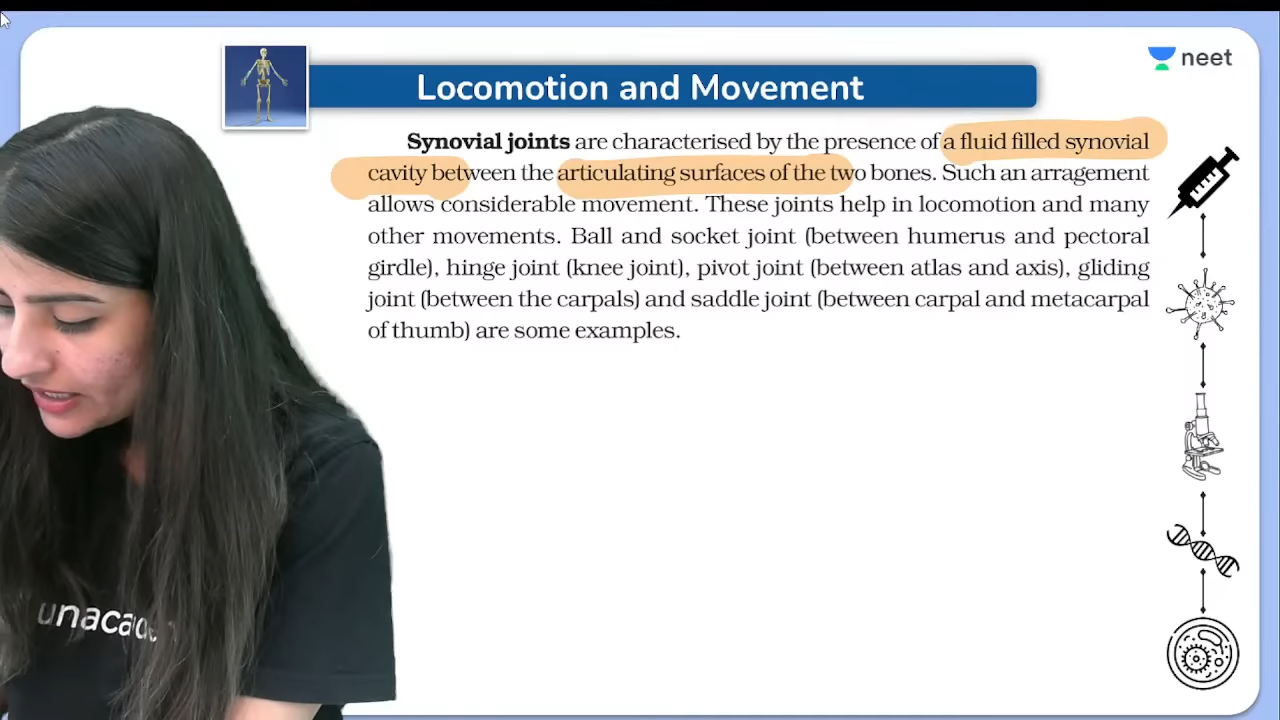 neet
Locomotion and Movement
Synovial joints are characterised by the presence of a fluid filled synovial
cavity between the articulating surfaces of the two bones. Such an arragement
allows considerable movement. These joints help in locomotion and many
other movements. Ball and socket joint (between humerus and pectoral
girdle), hinge joint (knee joint), pivot joint (between atlas and axis), gliding
joint (between the carpals) and saddle joint (between carpal and metacarpal
of thumb) are some examples.